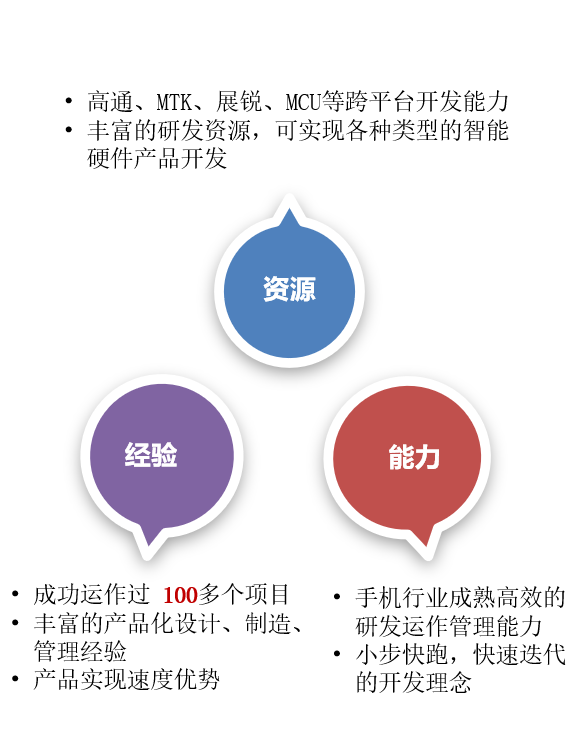 • 高通、MTK、展锐、MCU等跨平台开发能力
• 丰富的研发资源，可实现各种类型的智能
硬件产品开发
资源
经验
能力
• 成功运作过 100多个项目
• 丰富的产品化设计、制造、
管理经验
• 产品实现速度优势
• 手机行业成熟高效的
研发运作管理能力
• 小步快跑，快速迭代
的开发理念